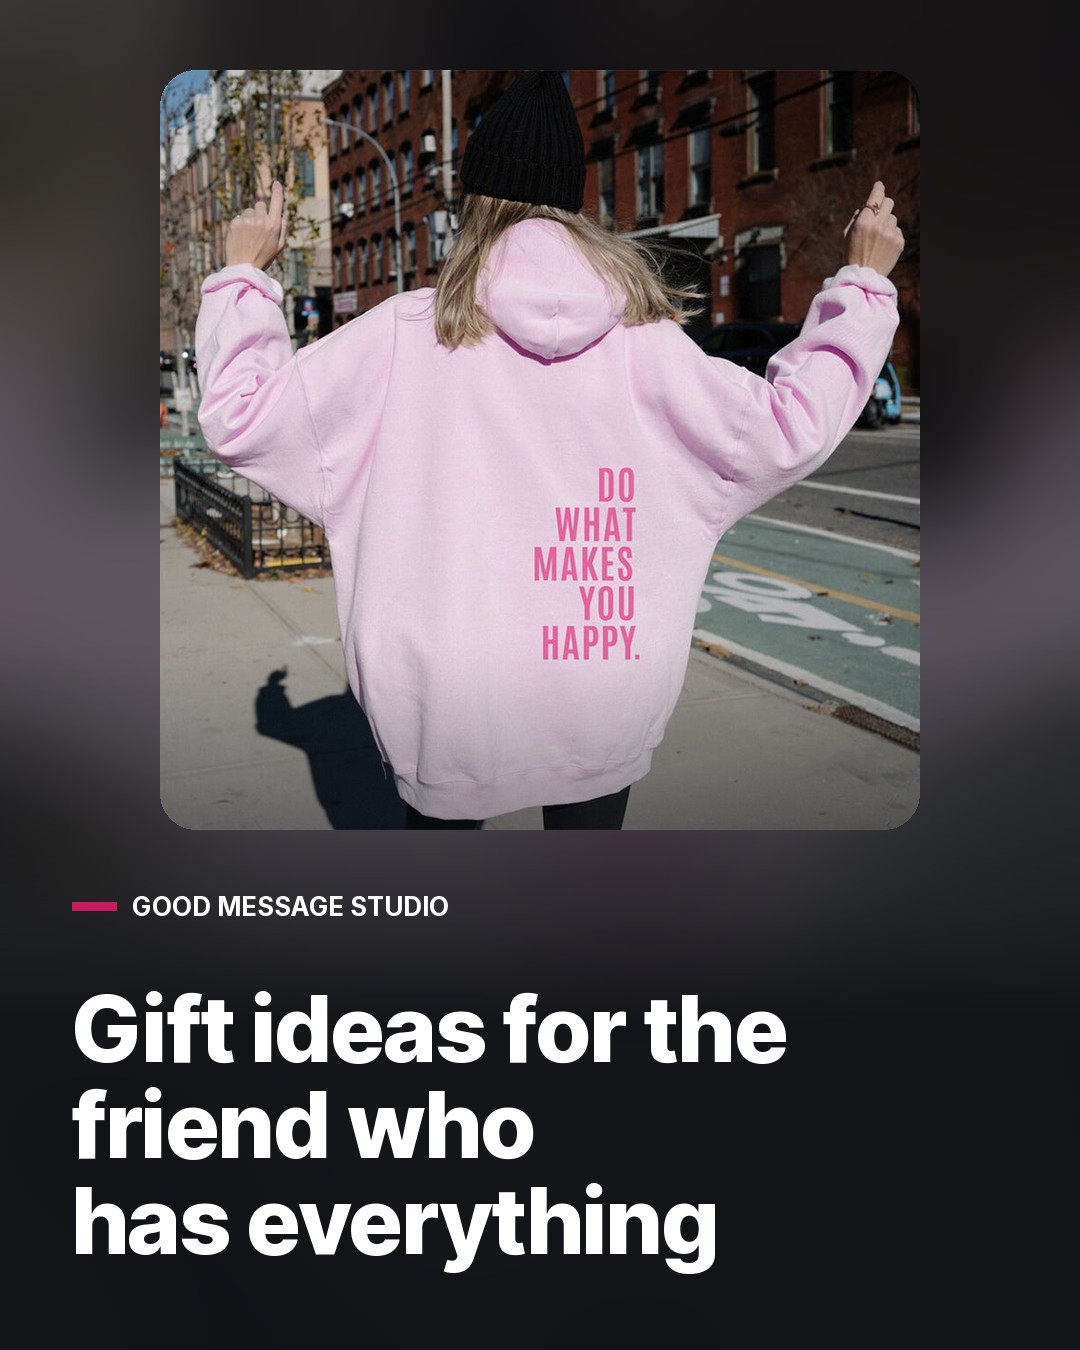 DO
WHAT
MAKES
YOU
HAPPY.
GOOD MESSAGE STUDIO
Gift ideas for the
friend who
has everything